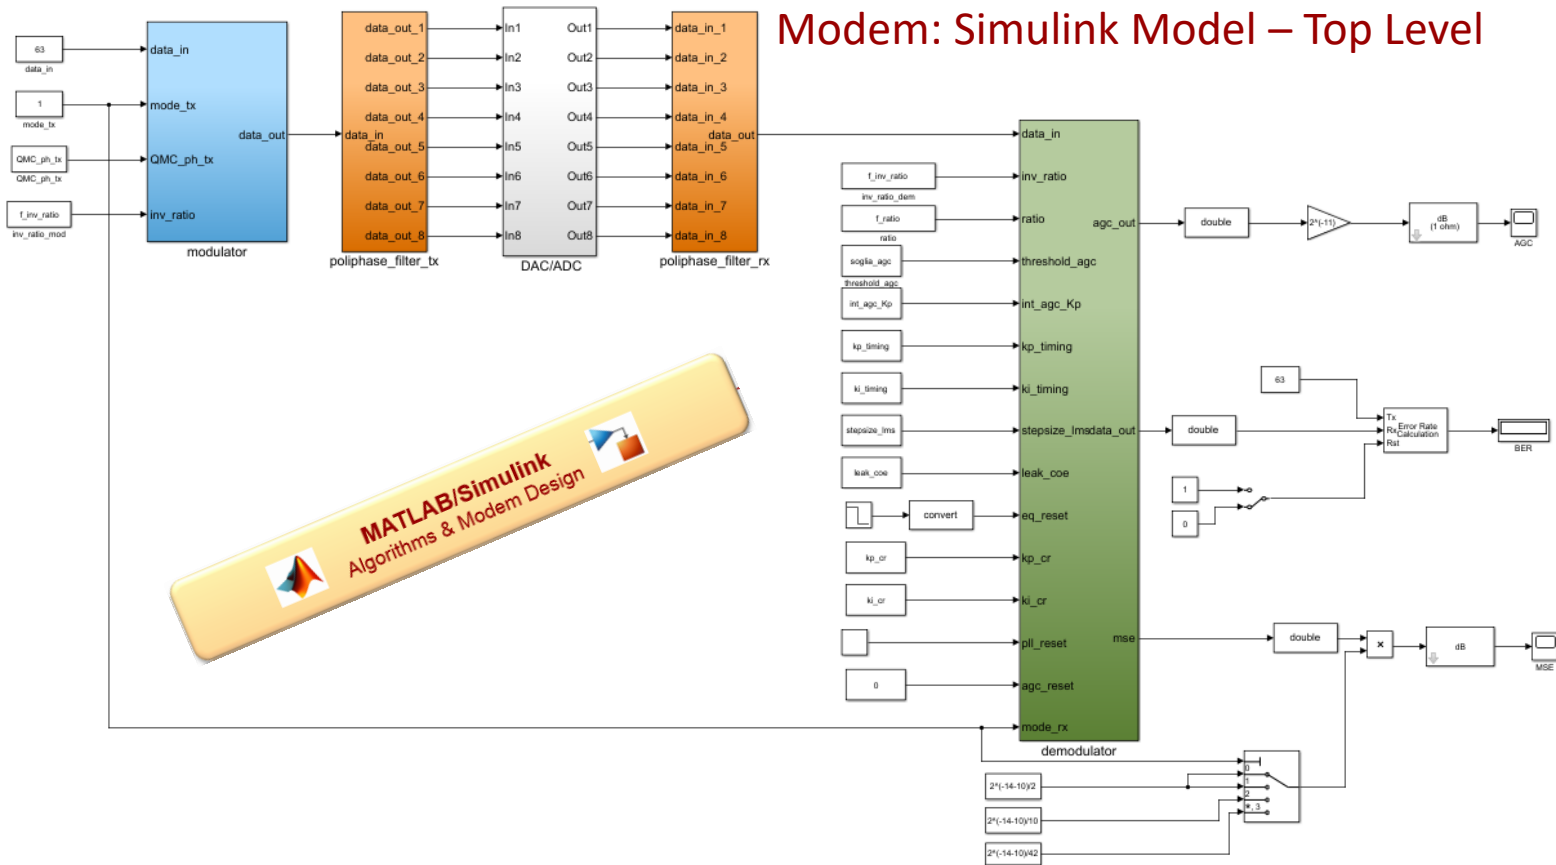 Modem: Simulink Model – Top Level
63
data_in
1
mode_tx
QMC_ph_tx
QMC_ph_tx
f_inv_ratio
inv_ratio_mod
data_in
mode_tx
QMC_ph_tx
inv_ratio
data_out
modulator
data_in
data_out_1
data_out_2
data_out_3
data_out_4
data_out_5
data_out_6
data_out_7
data_out_8
poliphase_filter_tx
In1
In2
In3
In4
In5
In6
In7
In8
Out1
Out2
Out3
Out4
Out5
Out6
Out7
Out8
DAC/ADC
data_in_1
data_in_2
data_in_3
data_in_4
data_in_5
data_in_6
data_in_7
data_in_8
data_out
poliphase_filter_rx
f_inv_ratio
inv_ratio_dem
f_ratio
ratio
soglia_agc
threshold_agc
int_agc_Kp
kp_timing
ki_timing
stepsize_lms
leak_coe
convert
kp_cr
ki_cr
0
data_in
inv_ratio
ratio
threshold_agc
int_agc_Kp
kp_timing
ki_timing
stepsize_lms
leak_coe
eq_reset
kp_cr
ki_cr
pll_reset
agc_reset
mode_rx
agc_out
data_out
mse
demodulator
double
2^(-11)
dB
(1 ohm)
AGC
63
double
1
0
Tx
Rx
Rst
Error Rate
Calculation
BER
double
×
dB
MSE
2^(-14-10)/2
2^(-14-10)/10
2^(-14-10)/42
0
1
2
*, 3
MATLAB/Simulink
Algorithms & Modem Design